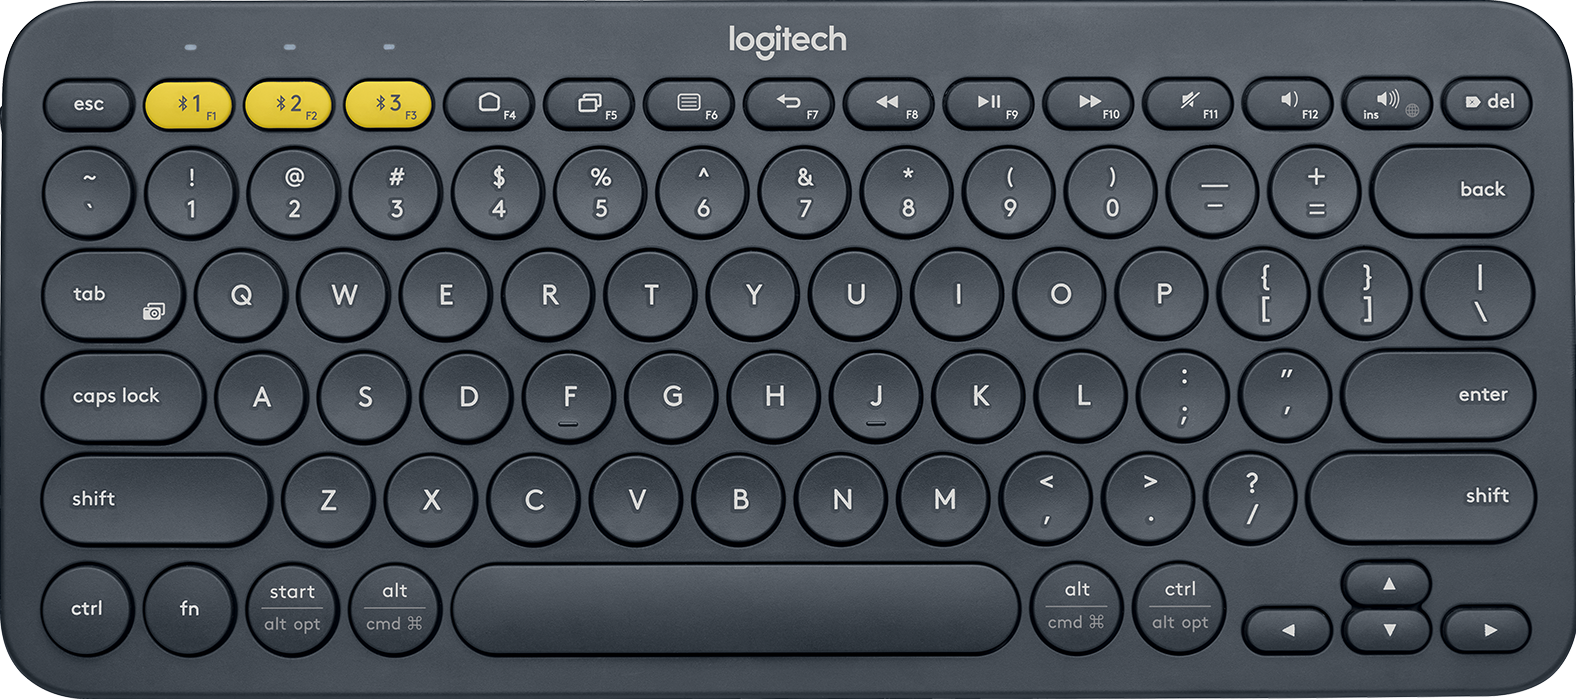 logitech
esc 1 F1 2 F2 3 F3 F4 F5 F6 F7 F8 F9 F10 F11 F12 ins del
~ ! @ # $ % ^ & * ( ) — +
` 1 2 3 4 5 6 7 8 9 0 - = back
tab Q W E R T Y U I O P { [ } ] | \
caps lock A S D F G H J K L : ; " ' enter
shift Z X C V B N M < , > . ? / shift
ctrl fn start alt alt ctrl
alt opt cmd ⌘ cmd ⌘ alt opt